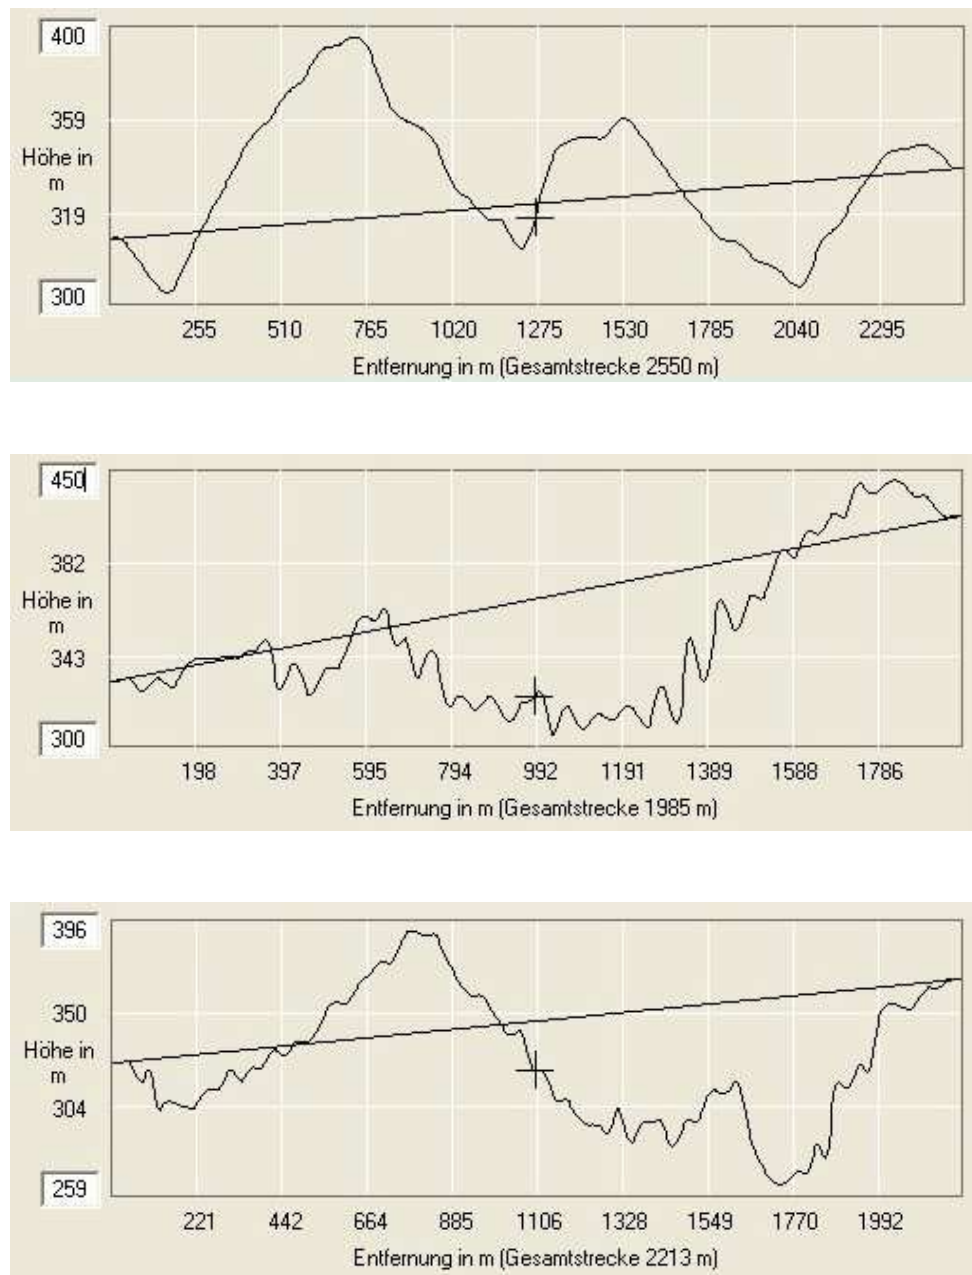 400
359
Höhe in
m
319
300
255 510 765 1020 1275 1530 1785 2040 2295
Entfernung in m (Gesamtstrecke 2550 m)
450
382
Höhe in
m
343
300
198 397 595 794 992 1191 1389 1588 1786
Entfernung in m (Gesamtstrecke 1985 m)
396
350
Höhe in
m
304
259
221 442 664 885 1106 1328 1549 1770 1992
Entfernung in m (Gesamtstrecke 2213 m)